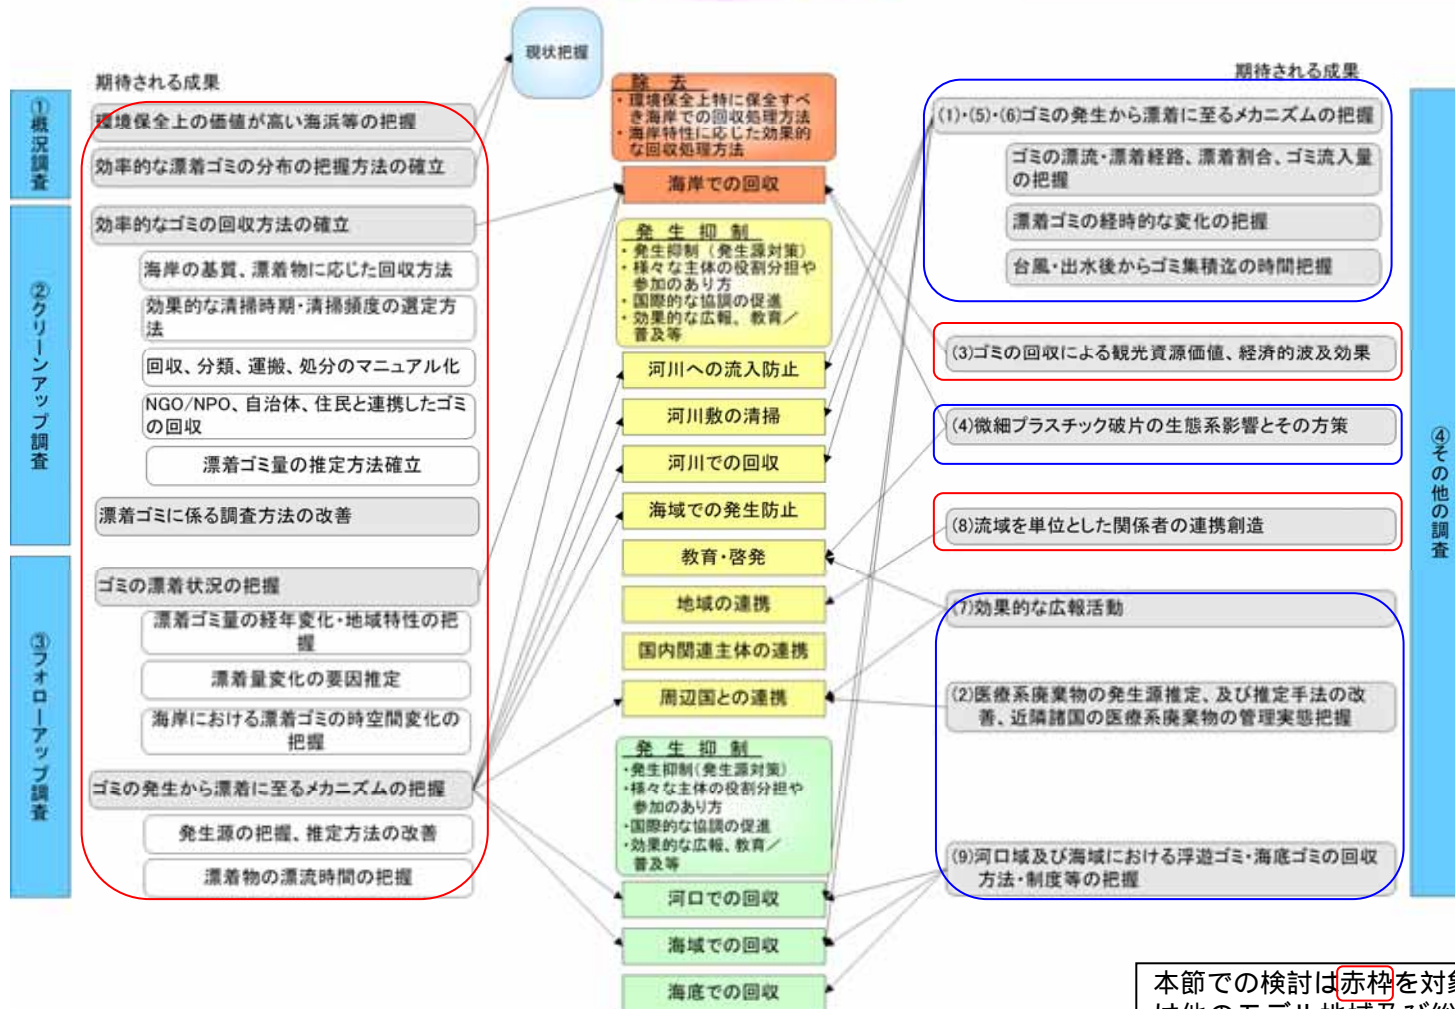 現状把握
期待される成果
①概況調査
環境保全上の価値が高い海浜等の把握
効率的な漂着ゴミの分布の把握方法の確立
②クリーンアップ調査
効率的なゴミの回収方法の確立
海岸の基質、漂着物に応じた回収方法
効果的な清掃時期・清掃頻度の選定方
法
回収、分類、運搬、処分のマニュアル化
NGO/NPO、自治体、住民と連携したゴミ
の回収
漂着ゴミ量の推定方法確立
漂着ゴミに係る調査方法の改善
③フォローアップ調査
ゴミの漂着状況の把握
漂着ゴミ量の経年変化・地域特性の把
握
漂着量変化の要因推定
海岸における漂着ゴミの時空間変化の
把握
ゴミの発生から漂着に至るメカニズムの把握
発生源の把握、推定方法の改善
漂着物の漂流時間の把握
除 去
・環境保全上特に保全すべ
き海岸での回収処理方法
・海岸特性に応じた効果的
な回収処理方法
海岸での回収
発 生 抑 制
・発生抑制（発生源対策）
・様々な主体の役割分担や
参加のあり方
・国際的な協調の促進
・効果的な広報、教育／
普及等
河川への流入防止
河川敷の清掃
河川での回収
海域での発生防止
教育・啓発
地域の連携
国内関連主体の連携
周辺国との連携
発 生 抑 制
・発生抑制(発生源対策)
・様々な主体の役割分担や
参加のあり方
・国際的な協調の促進
・効果的な広報、教育／
普及等
河口での回収
海域での回収
海底での回収
期待される成果
④その他の調査
(1)・(5)・(6)ゴミの発生から漂着に至るメカニズムの把握
ゴミの漂流・漂着経路、漂着割合、ゴミ流入量
の把握
漂着ゴミの経時的な変化の把握
台風・出水後からゴミ集積迄の時間把握
(3)ゴミの回収による観光資源価値、経済的波及効果
(4)微細プラスチック破片の生態系影響とその方策
(8)流域を単位とした関係者の連携創造
(7)効果的な広報活動
(2)医療系廃棄物の発生源推定、及び推定手法の改
善、近隣諸国の医療系廃棄物の管理実態把握
(9)河口域及び海域における浮遊ゴミ・海底ゴミの回収
方法・制度等の把握
本節での検討は赤枠を対象
は他のモデル地域及び総